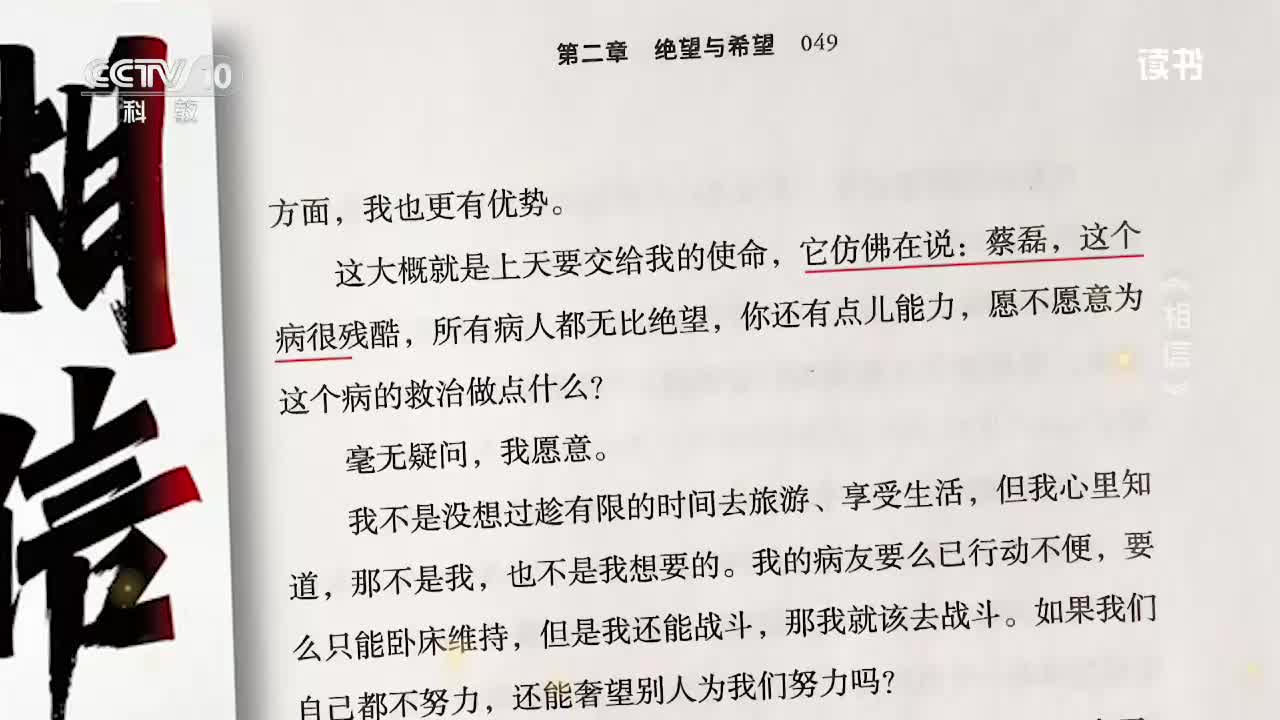 相信
CCTV 10
科教
读书
第二章 绝望与希望 049
方面，我也更有优势。
这大概就是上天要交给我的使命，它仿佛在说：蔡磊，这个
病很残酷，所有病人都无比绝望，你还有点儿能力，愿不愿意为
这个病的救治做点什么？
毫无疑问，我愿意。
我不是没想过趁有限的时间去旅游、享受生活，但我心里知
道，那不是我，也不是我想要的。我的病友要么已行动不便，要
么只能卧床维持，但是我还能战斗，那我就该去战斗。如果我们
自己都不努力，还能奢望别人为我们努力吗？
《相信》